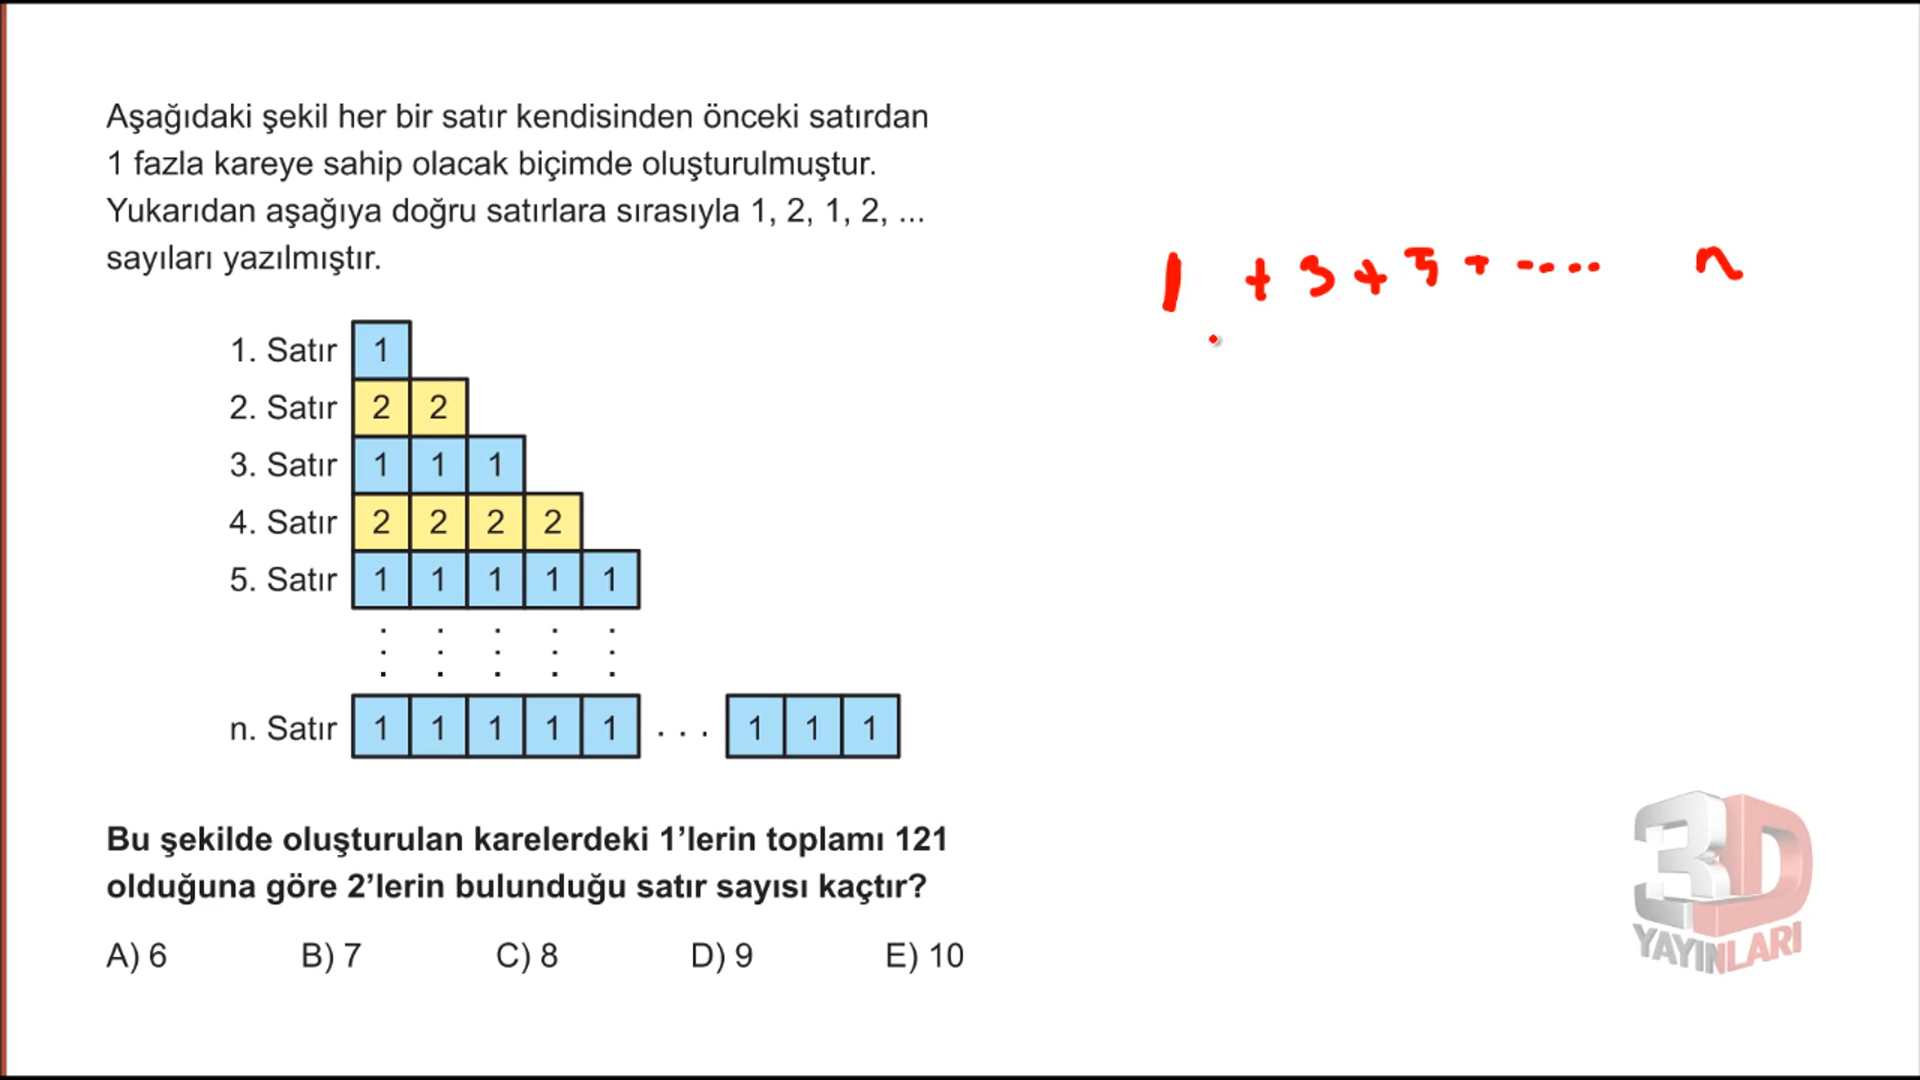 Aşağıdaki şekil her bir satır kendisinden önceki satırdan
1 fazla kareye sahip olacak biçimde oluşturulmuştur.
Yukarıdan aşağıya doğru satırlara sırasıyla 1, 2, 1, 2, ...
sayıları yazılmıştır.
1 + 3 + 5 + ..... n
1. Satır 1
2. Satır 2 2
3. Satır 1 1 1
4. Satır 2 2 2 2
5. Satır 1 1 1 1 1
n. Satır 1 1 1 1 1 . . . 1 1 1
Bu şekilde oluşturulan karelerdeki 1’lerin toplamı 121
olduğuna göre 2’lerin bulunduğu satır sayısı kaçtır?
A) 6 B) 7 C) 8 D) 9 E) 10
3D
YAYINLARI